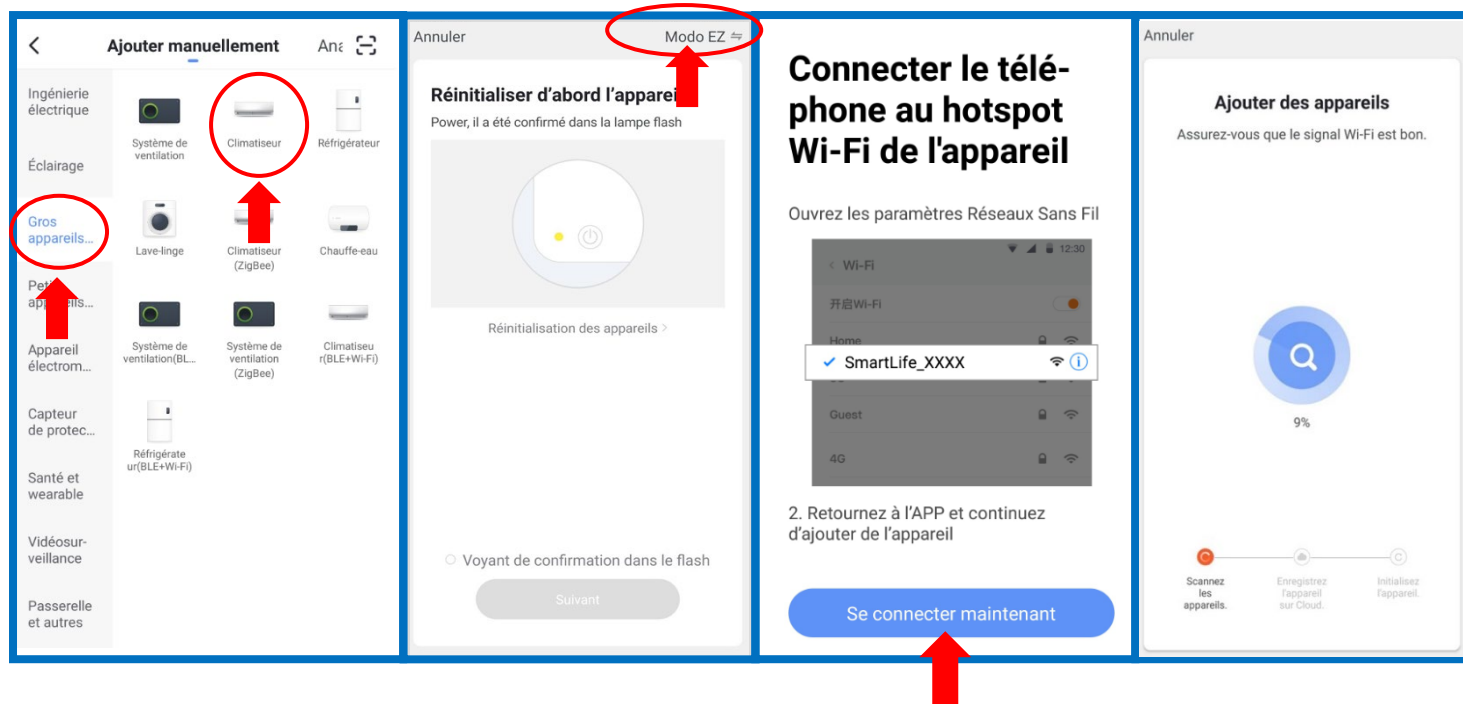 Ajouter manuellement
Ana
Ingénierie
électrique
Éclairage
Gros
appareils...
Appareil
électrom...
Capteur
de protec...
Santé et
wearable
Vidéosur-
veillance
Passerelle
et autres
Système de
ventilation
Climatiseur
Réfrigérateur
Lave-linge
Climatiseur
(ZigBee)
Chauffe-eau
Système de
ventilation(BL...
Système de
ventilation
(ZigBee)
Climatiseu
r(BLE+Wi-Fi)
Réfrigérate
ur(BLE+Wi-Fi)
Annuler
Modo EZ
Réinitialiser d'abord l'appareil
Power, il a été confirmé dans la lampe flash
Réinitialisation des appareils >
Voyant de confirmation dans le flash
Suivant
Connecter le télé-
phone au hotspot
Wi-Fi de l'appareil
Ouvrez les paramètres Réseaux Sans Fil
12:30
< Wi-Fi
开启Wi-Fi
Home
SmartLife_XXXX
Guest
4G
2. Retournez à l'APP et continuez
d'ajouter de l'appareil
Se connecter maintenant
Annuler
Ajouter des appareils
Assurez-vous que le signal Wi-Fi est bon.
9%
Scannez
les
appareils.
Enregistrez
l'appareil
sur Cloud.
Initialisez
l'appareil.